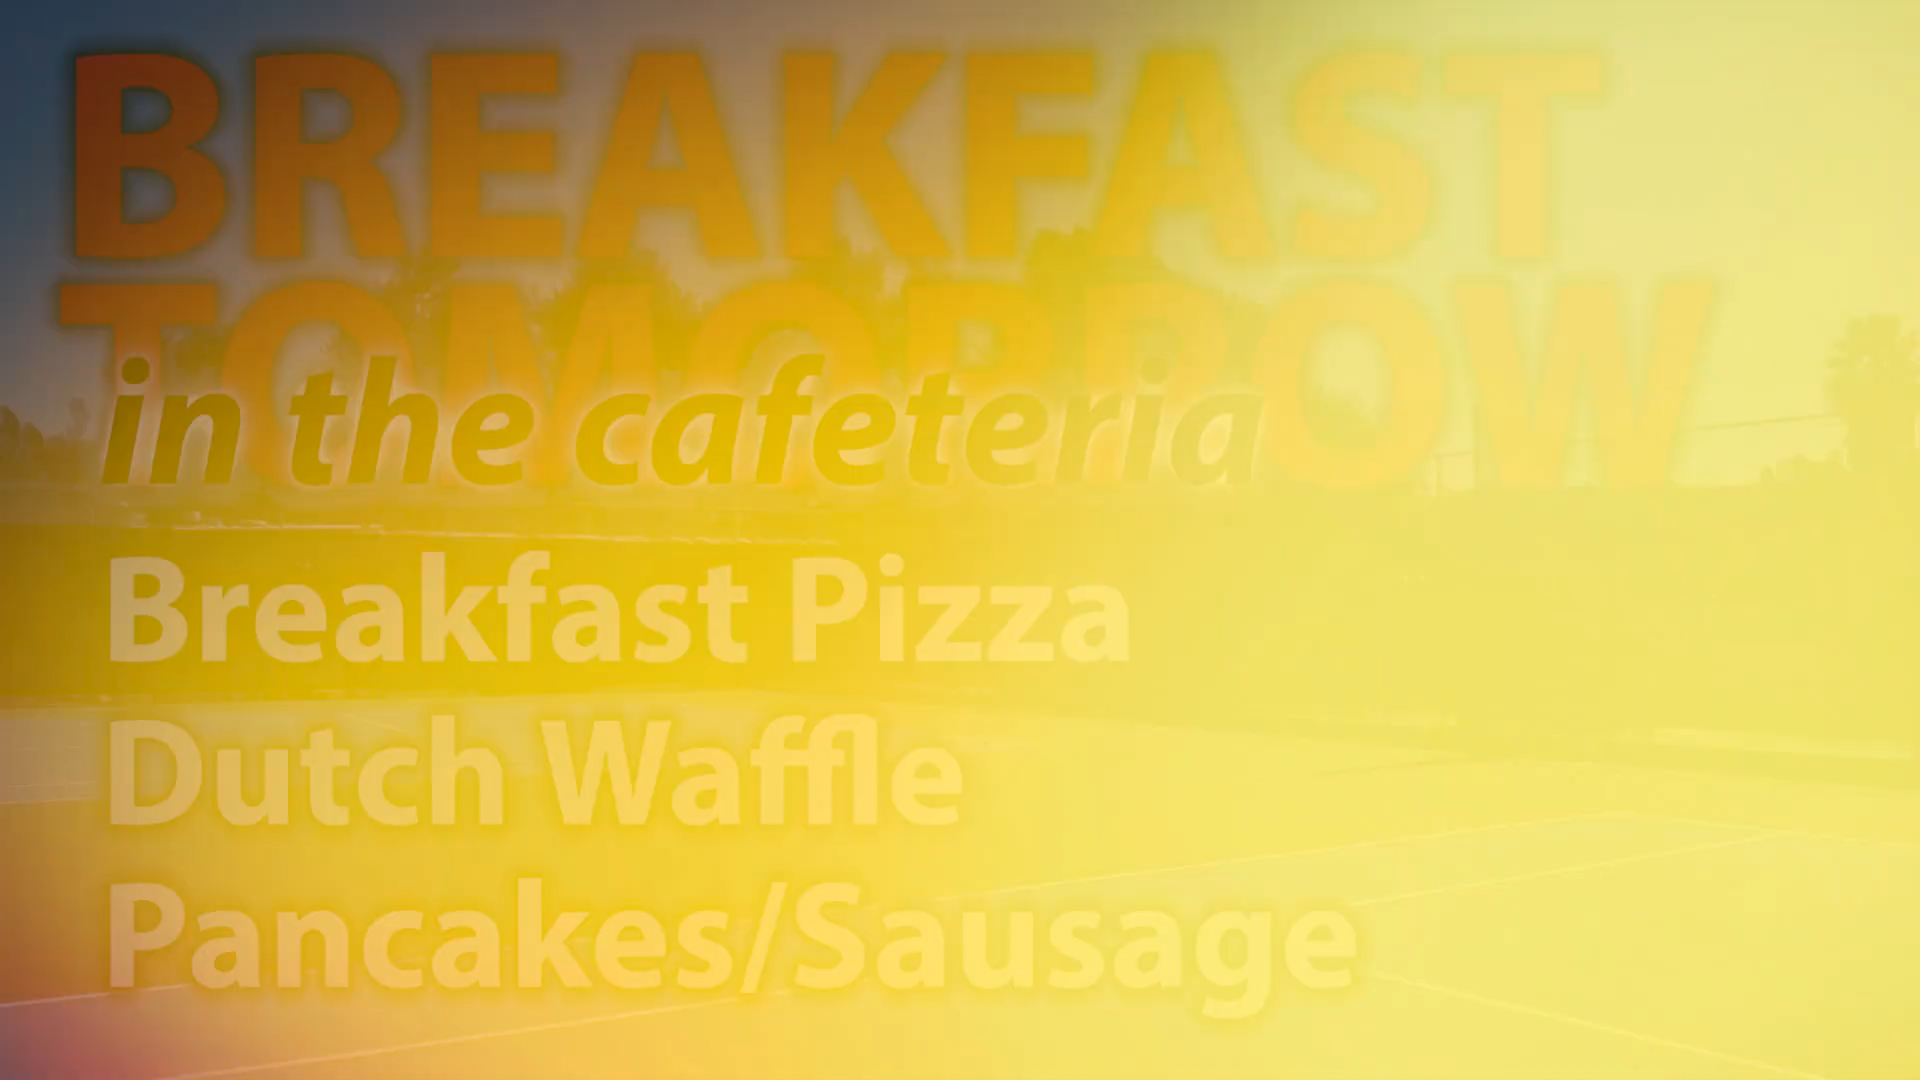 BREAKFAST
TOMORROW
in the cafeteria
Breakfast Pizza
Dutch Waffle
Pancakes/Sausage